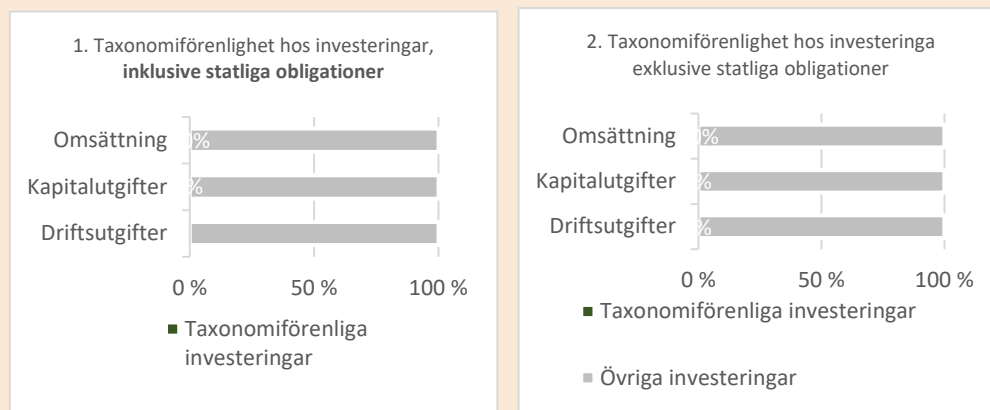 1. Taxonomiförenlighet hos investeringar,
inklusive statliga obligationer
Omsättning
%
Kapitalutgifter
%
Driftsutgifter
0 %
50 %
100 %
Taxonomiförenliga
investeringar
2. Taxonomiförenlighet hos investeringa
exklusive statliga obligationer
Omsättning
%
Kapitalutgifter
%
Driftsutgifter
%
0 %
50 %
100 %
Taxonomiförenliga investeringar
Övriga investeringar